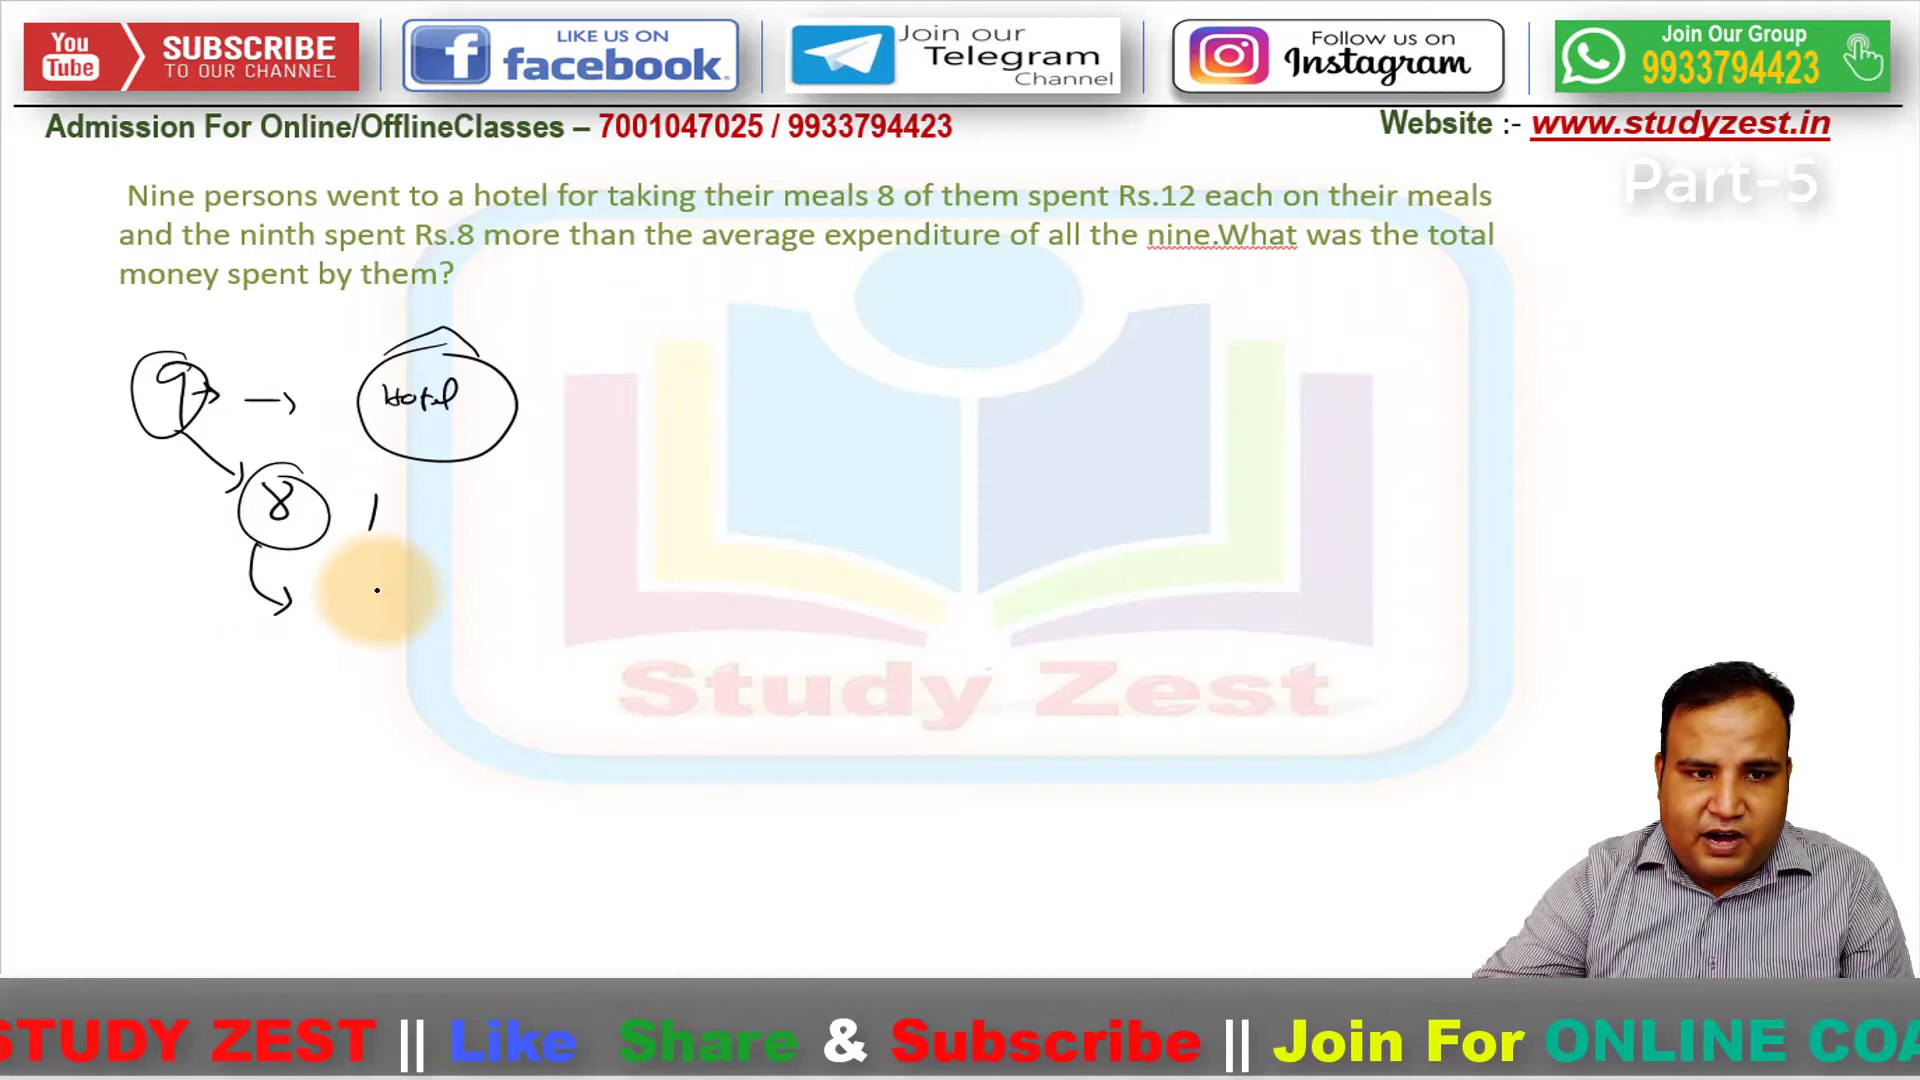 You Tube SUBSCRIBE TO OUR CHANNEL
LIKE US ON facebook.
Join our Telegram Channel
Follow us on Instagram
Join Our Group 9933794423
Admission For Online/OfflineClasses – 7001047025 / 9933794423
Website :- www.studyzest.in
Part-5
Nine persons went to a hotel for taking their meals 8 of them spent Rs.12 each on their meals
and the ninth spent Rs.8 more than the average expenditure of all the nine.What was the total
money spent by them?
9 Hotel
8 1
Study Zest
STUDY ZEST || Like Share & Subscribe || Join For ONLINE COA